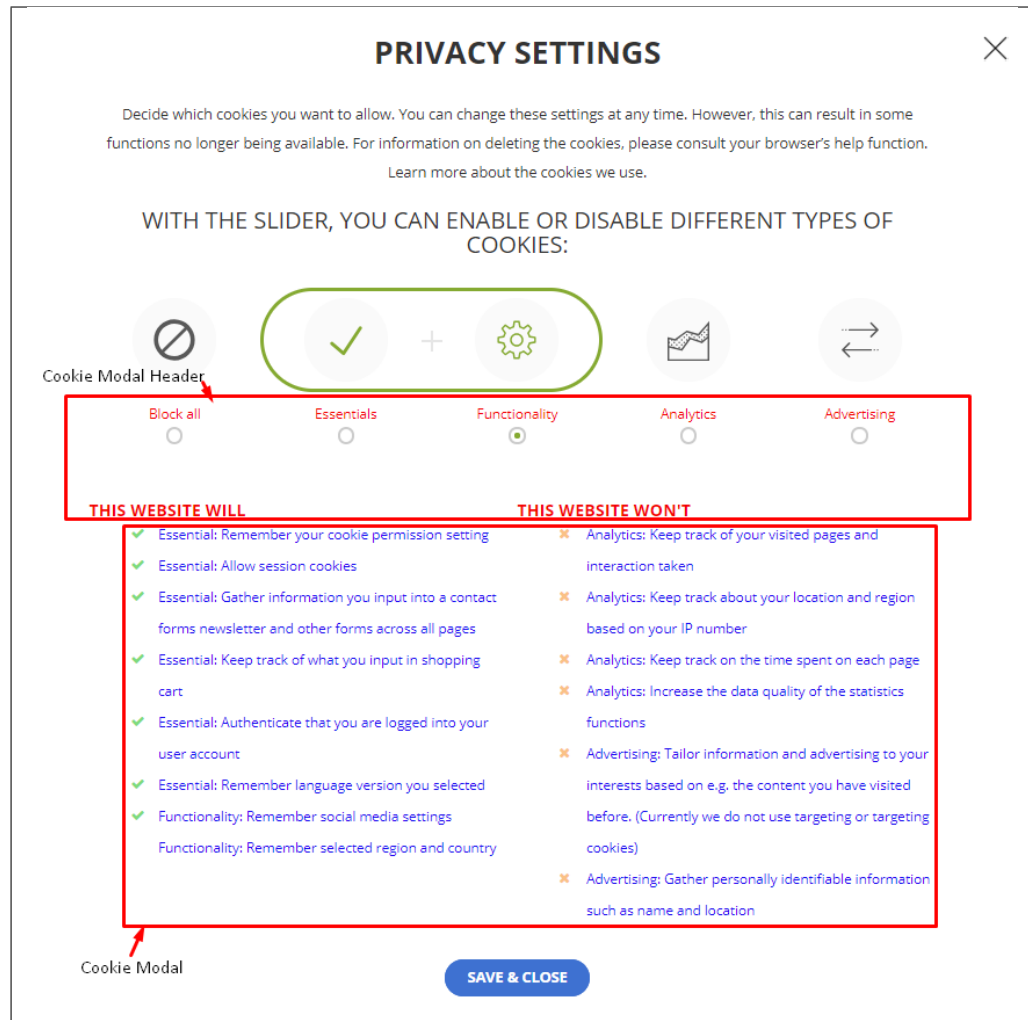 PRIVACY SETTINGS
Decide which cookies you want to allow. You can change these settings at any time. However, this can result in some
functions no longer being available. For information on deleting the cookies, please consult your browser's help function.
Learn more about the cookies we use.
WITH THE SLIDER, YOU CAN ENABLE OR DISABLE DIFFERENT TYPES OF
COOKIES:
Cookie Modal Header
Block all
Essentials
Functionality
Analytics
Advertising
THIS WEBSITE WILL
Essential: Remember your cookie permission setting
Essential: Allow session cookies
Essential: Gather information you input into a contact
forms newsletter and other forms across all pages
Essential: Keep track of what you input in shopping
cart
Essential: Authenticate that you are logged into your
user account
Essential: Remember language version you selected
Functionality: Remember social media settings
Functionality: Remember selected region and country
THIS WEBSITE WON'T
Analytics: Keep track of your visited pages and
interaction taken
Analytics: Keep track about your location and region
based on your IP number
Analytics: Keep track on the time spent on each page
Analytics: Increase the data quality of the statistics
functions
Advertising: Tailor information and advertising to your
interests based on e.g. the content you have visited
before. (Currently we do not use targeting or targeting
cookies)
Advertising: Gather personally identifiable information
such as name and location
Cookie Modal
SAVE & CLOSE